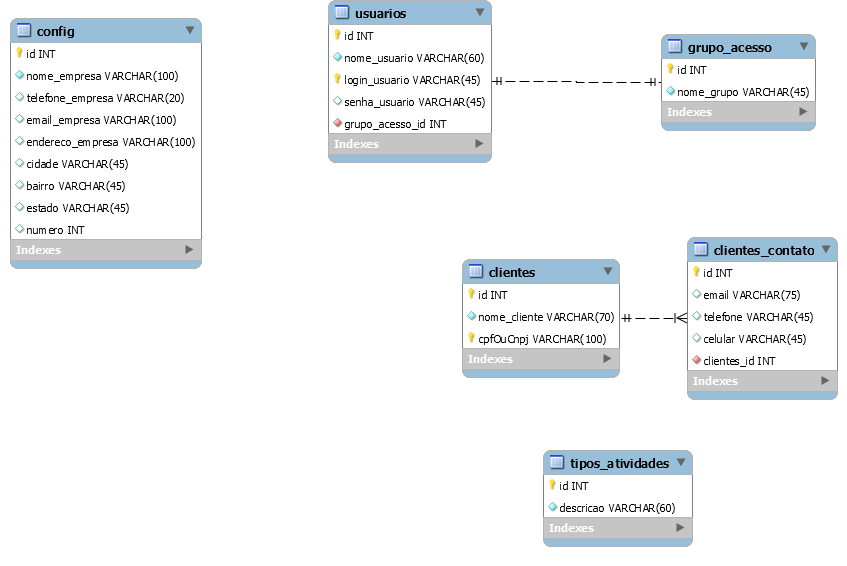 config
id INT
nome_empresa VARCHAR(100)
telefone_empresa VARCHAR(20)
email_empresa VARCHAR(100)
endereco_empresa VARCHAR(100)
cidade VARCHAR(45)
bairro VARCHAR(45)
estado VARCHAR(45)
numero INT
Indexes
usuarios
id INT
nome_usuario VARCHAR(60)
login_usuario VARCHAR(45)
senha_usuario VARCHAR(45)
grupo_acesso_id INT
Indexes
grupo_acesso
id INT
nome_grupo VARCHAR(45)
Indexes
clientes
id INT
nome_cliente VARCHAR(70)
cpfOuCnpj VARCHAR(100)
Indexes
clientes_contato
id INT
email VARCHAR(75)
telefone VARCHAR(45)
celular VARCHAR(45)
clientes_id INT
Indexes
tipos_atividades
id INT
descricao VARCHAR(60)
Indexes